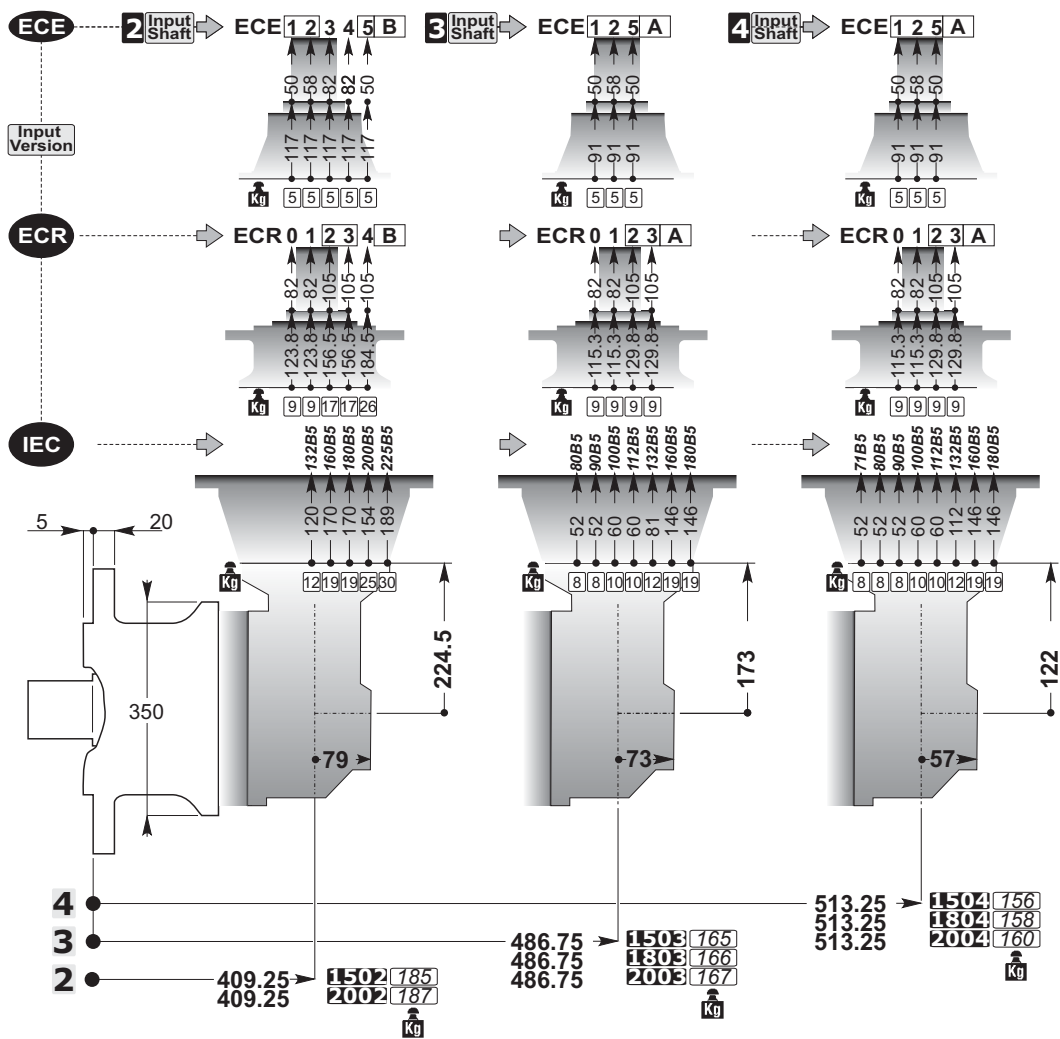 ECE 2 Input Shaft ECE 1 2 3 4 5 B 3 Input Shaft ECE 1 2 5 A 4 Input Shaft ECE 1 2 5 A
50 58 82 82 50 50 58 50 50 58 50
Input Version
117 117 117 117 117 91 91 91 91 91 91
Kg 5 5 5 5 5 Kg 5 5 5 Kg 5 5 5
ECR ECR 0 1 2 3 4 B ECR 0 1 2 3 A ECR 0 1 2 3 A
82 82 105 105 105 82 82 105 105 82 82 105 105
123.8 123.8 156.5 156.5 184.5 115.3 115.3 129.8 129.8 115.3 115.3 129.8 129.8
Kg 9 9 17 17 26 Kg 9 9 9 9 Kg 9 9 9 9
IEC 132B5 160B5 180B5 200B5 225B5 80B5 90B5 100B5 112B5 132B5 160B5 180B5 71B5 80B5 90B5 100B5 112B5 132B5 160B5 180B5
120 170 170 154 189 52 52 60 60 81 146 146 52 52 52 60 60 112 146 146
5 20
Kg 12 19 19 25 30 Kg 8 8 10 10 12 19 19 Kg 8 8 8 10 10 12 19 19
224.5 173 122
350
79 73 57
4 513.25 1504 156
513.25 1804 158
513.25 2004 160
Kg
3 486.75 1503 165
486.75 1803 166
486.75 2003 167
Kg
2 409.25 1502 185
409.25 2002 187
Kg